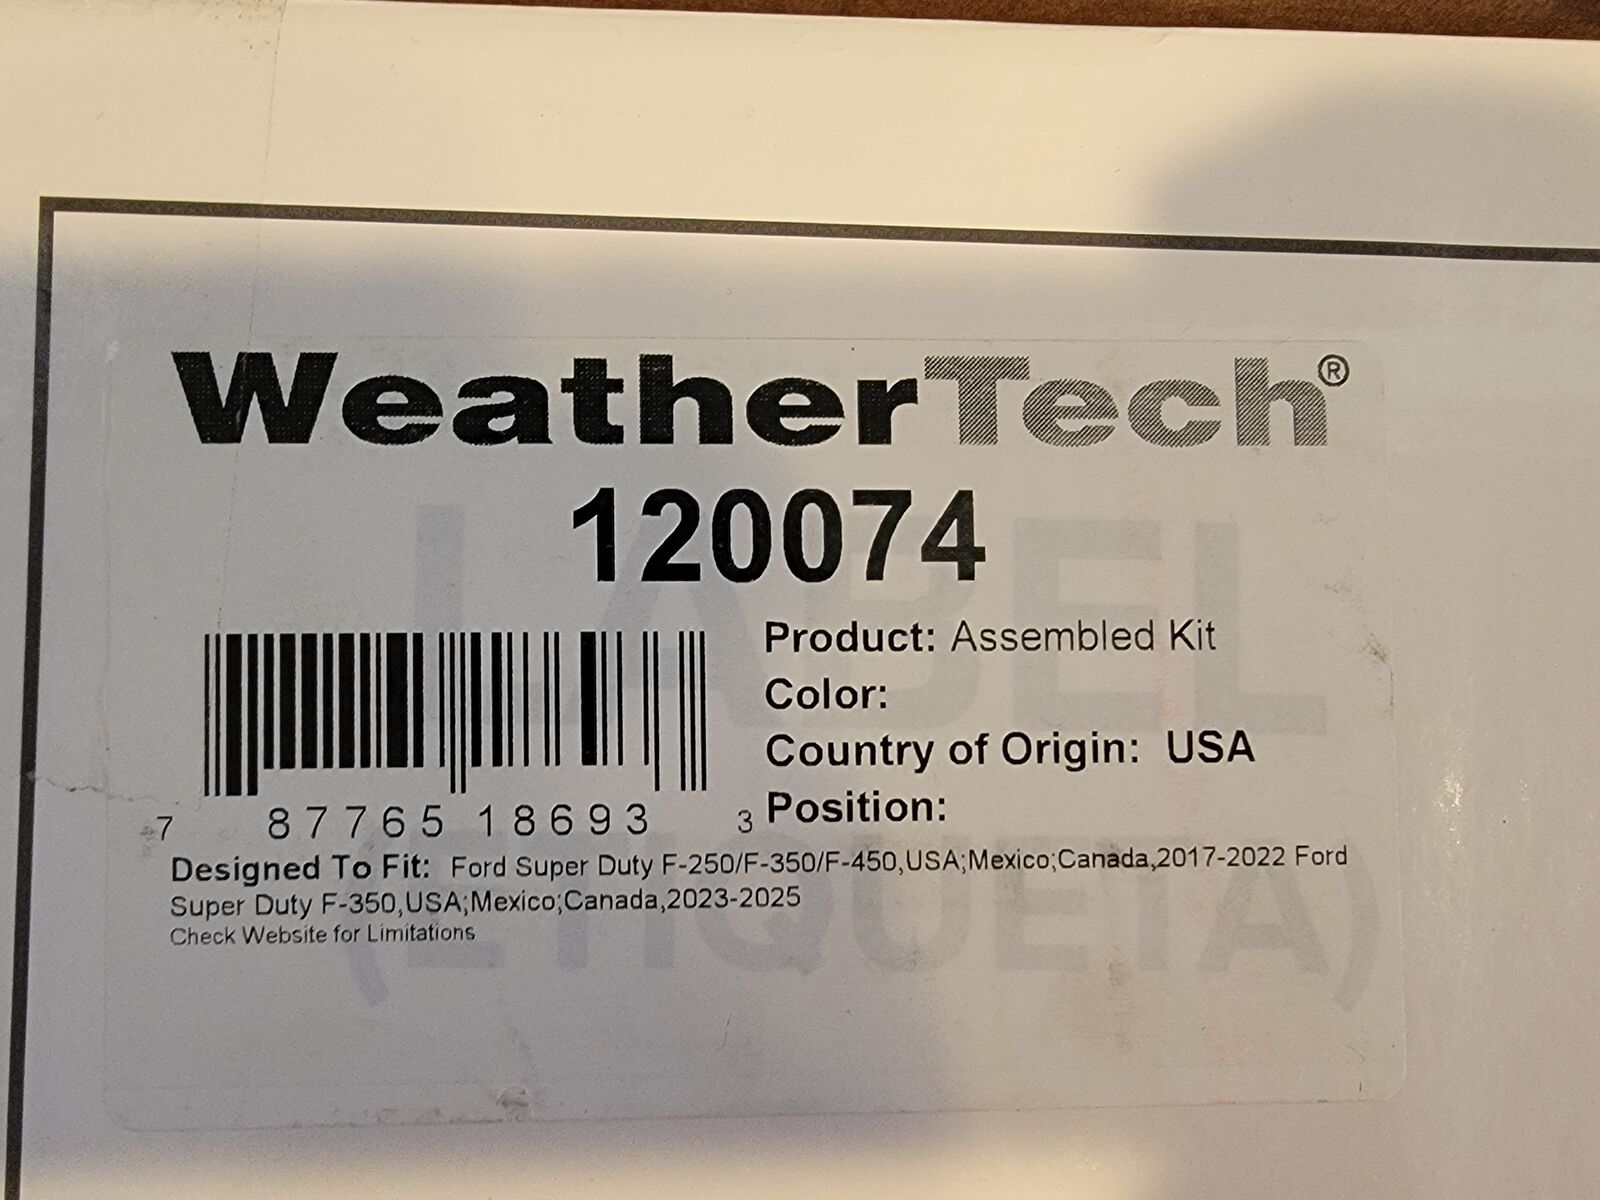 WeatherTech®
120074
Product: Assembled Kit
Color:
Country of Origin: USA
Position:
7 87765 18693 3
Designed To Fit: Ford Super Duty F-250/F-350/F-450,USA;Mexico;Canada,2017-2022 Ford
Super Duty F-350,USA;Mexico;Canada,2023-2025
Check Website for Limitations
LABEL
(ETIQUETA)